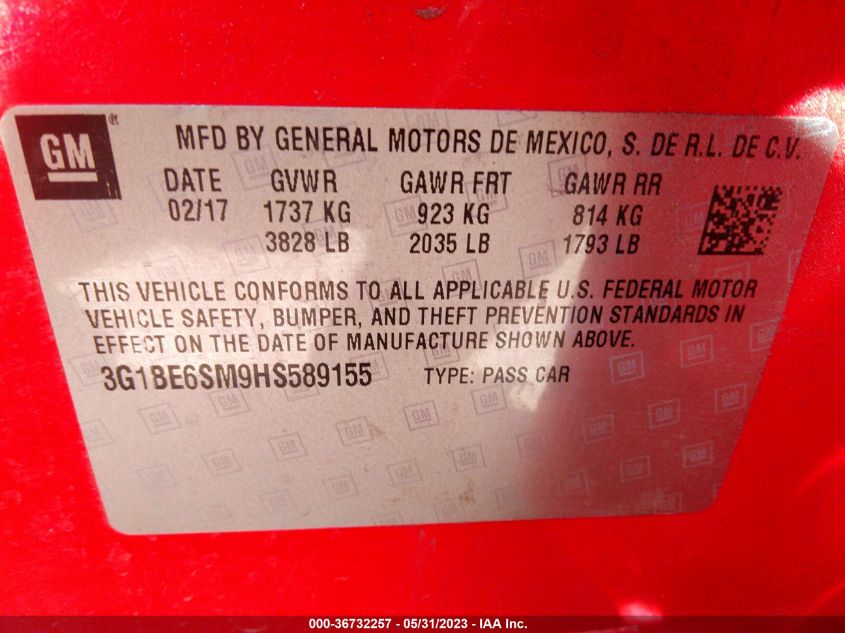 GM ®
MFD BY GENERAL MOTORS DE MEXICO, S. DE R.L. DE C.V.
DATE GVWR GAWR FRT GAWR RR
02/17 1737 KG 923 KG 814 KG
3828 LB 2035 LB 1793 LB
THIS VEHICLE CONFORMS TO ALL APPLICABLE U.S. FEDERAL MOTOR
VEHICLE SAFETY, BUMPER, AND THEFT PREVENTION STANDARDS IN
EFFECT ON THE DATE OF MANUFACTURE SHOWN ABOVE.
3G1BE6SM9HS589155 TYPE: PASS CAR
000-36732257 - 05/31/2023 - IAA Inc.